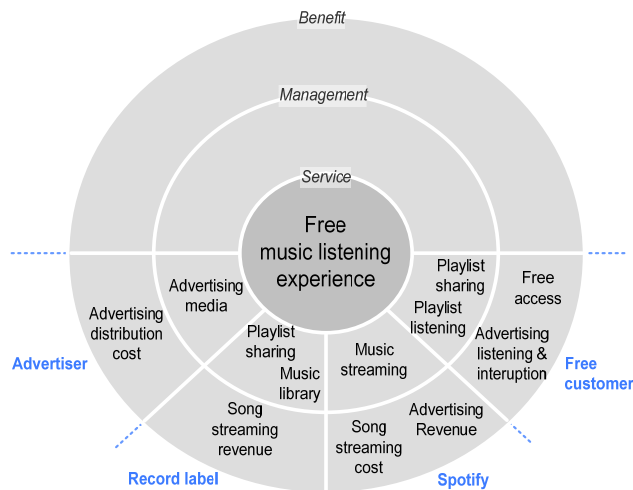 Benefit
Management
Service
Free
music listening
experience
Advertising
media
Playlist
sharing
Playlist
listening
Free
access
Advertising
distribution
cost
Playlist
sharing
Music
library
Music
streaming
Advertising
listening &
interuption
Advertiser
Free
customer
Song
streaming
revenue
Song
streaming
cost
Advertising
Revenue
Record label
Spotify